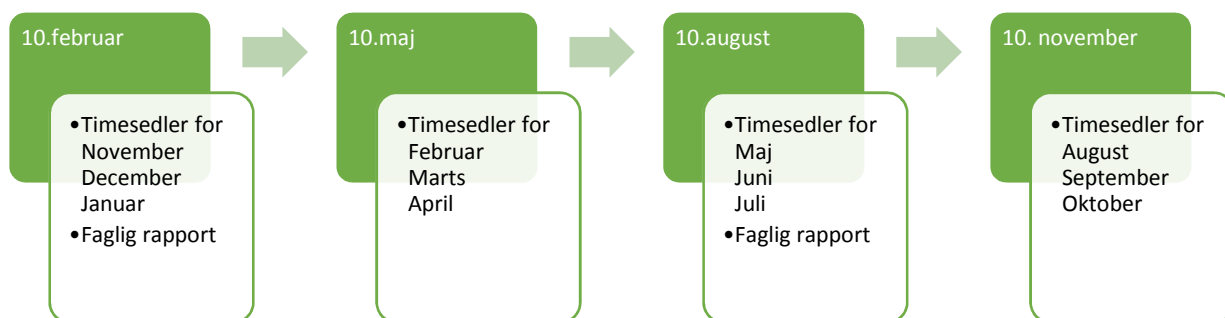 10.februar
•Timesedler for
November
December
Januar
•Faglig rapport
10.maj
•Timesedler for
Februar
Marts
April
10.august
•Timesedler for
Maj
Juni
Juli
•Faglig rapport
10. november
•Timesedler for
August
September
Oktober